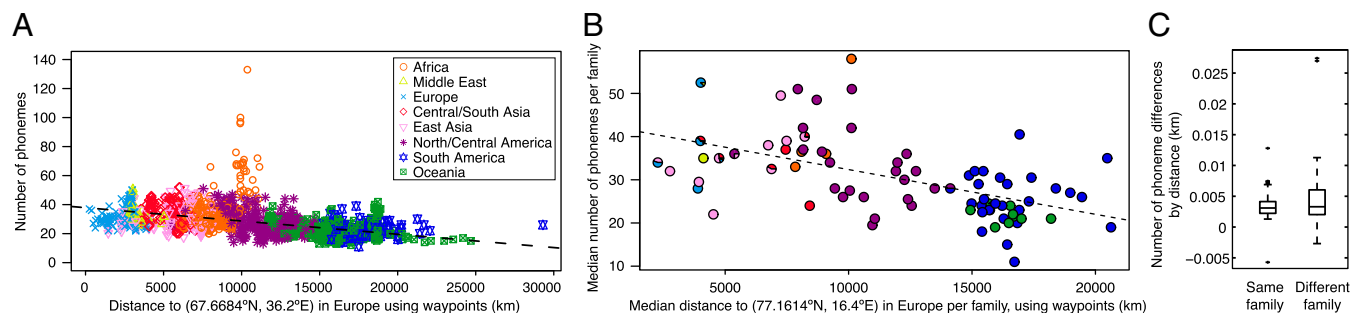 A
Number of phonemes
140
120
100
80
60
40
20
0
0
5000
10000
15000
20000
25000
30000
Distance to (67.6684ºN, 36.2ºE) in Europe using waypoints (km)
Africa
Middle East
Europe
Central/South Asia
East Asia
North/Central America
South America
Oceania
B
Median number of phonemes per family
50
40
30
20
10
5000
10000
15000
20000
Median distance to (77.1614ºN, 16.4ºE) in Europe per family, using waypoints (km)
C
Number of phoneme differences
by distance (km)
0.025
0.020
0.015
0.010
0.005
0
−0.005
Same
family
Different
family